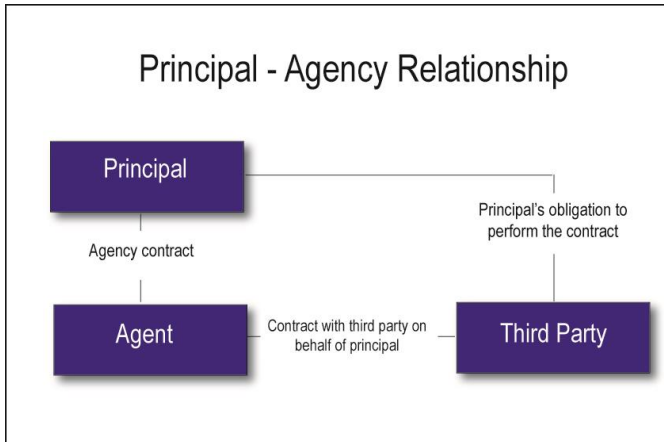 Principal - Agency Relationship
Principal
Principal's obligation to
perform the contract
Agency contract
Agent
Contract with third party on
behalf of principal
Third Party